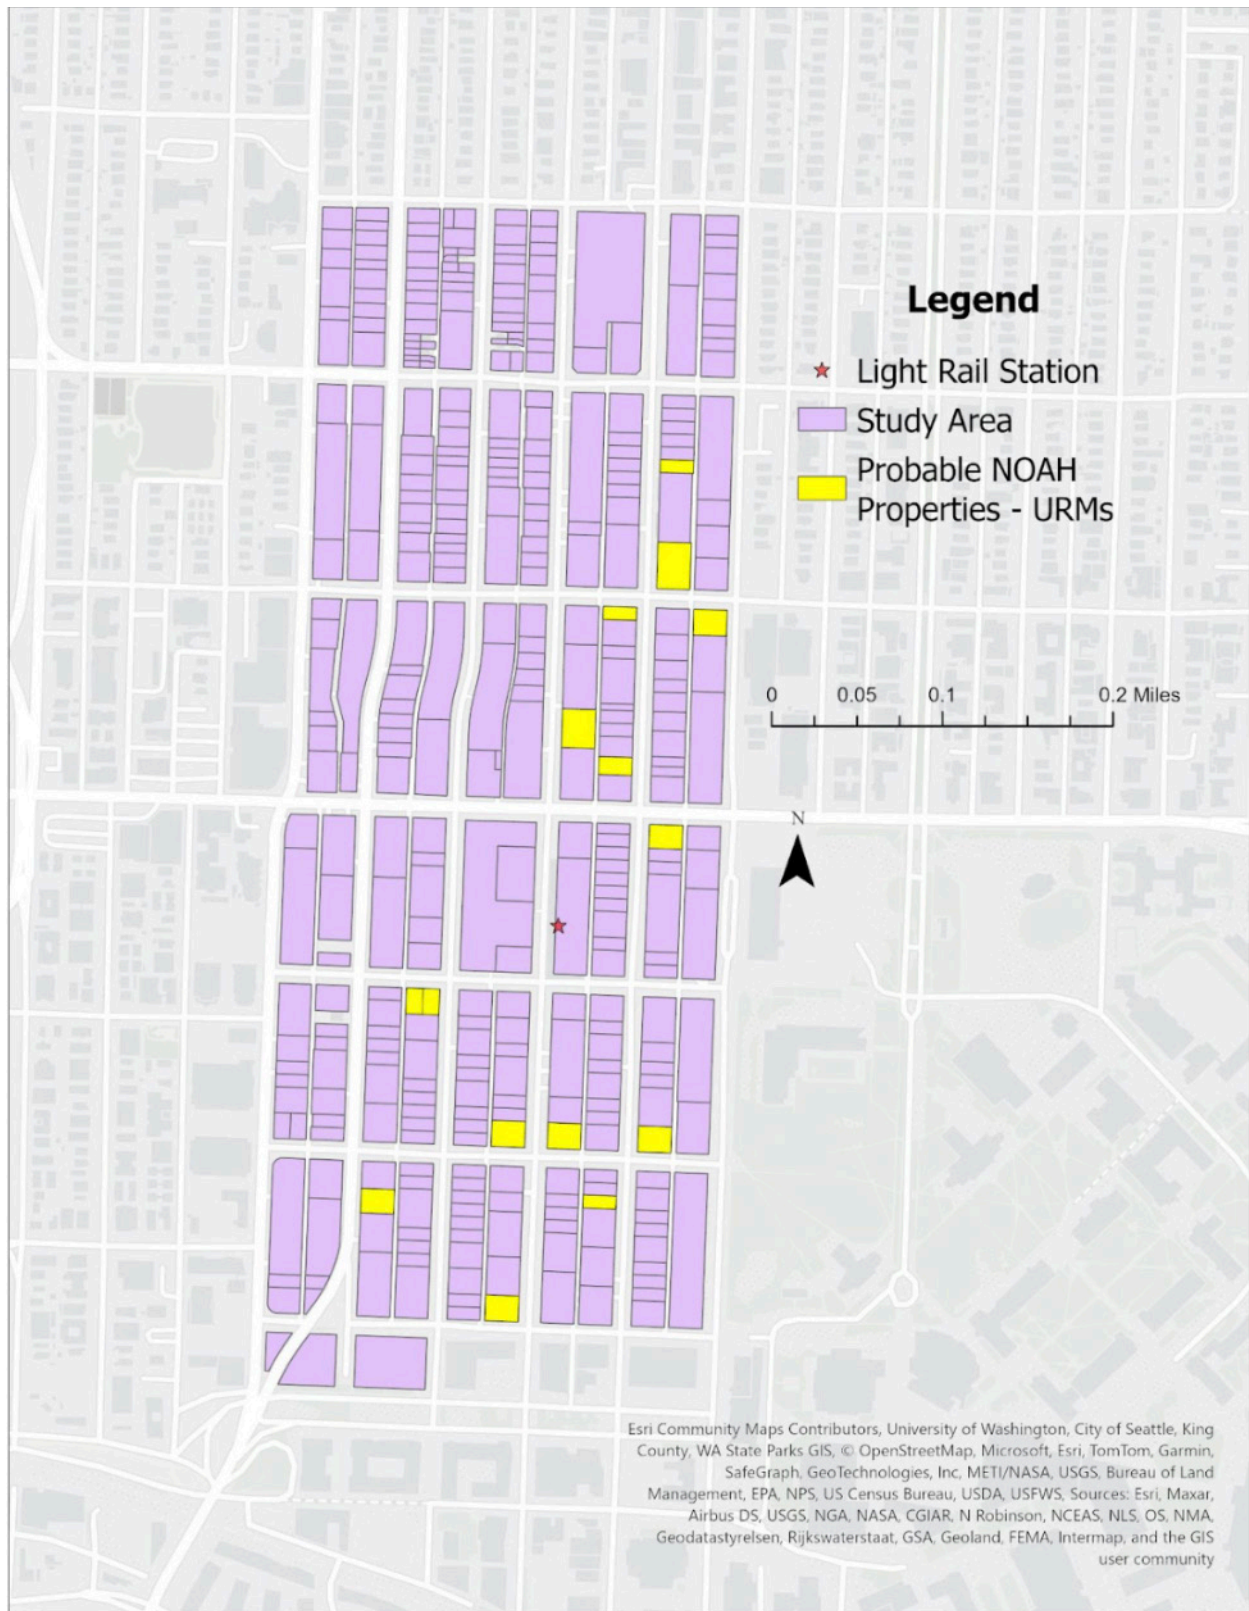 Legend
Light Rail Station
Study Area
Probable NOAH
Properties - URMs
0 0.05 0.1 0.2 Miles
N
Esri Community Maps Contributors, University of Washington, City of Seattle, King
County, WA State Parks GIS, © OpenStreetMap, Microsoft, Esri, TomTom, Garmin,
SafeGraph, GeoTechnologies, Inc, METI/NASA, USGS, Bureau of Land
Management, EPA, NPS, US Census Bureau, USDA, USFWS, Sources: Esri, Maxar,
Airbus DS, USGS, NGA, NASA, CGIAR, N Robinson, NCEAS, NLS, OS, NMA,
Geodatastyrelsen, Rijkswaterstaat, GSA, Geoland, FEMA, Intermap, and the GIS
user community